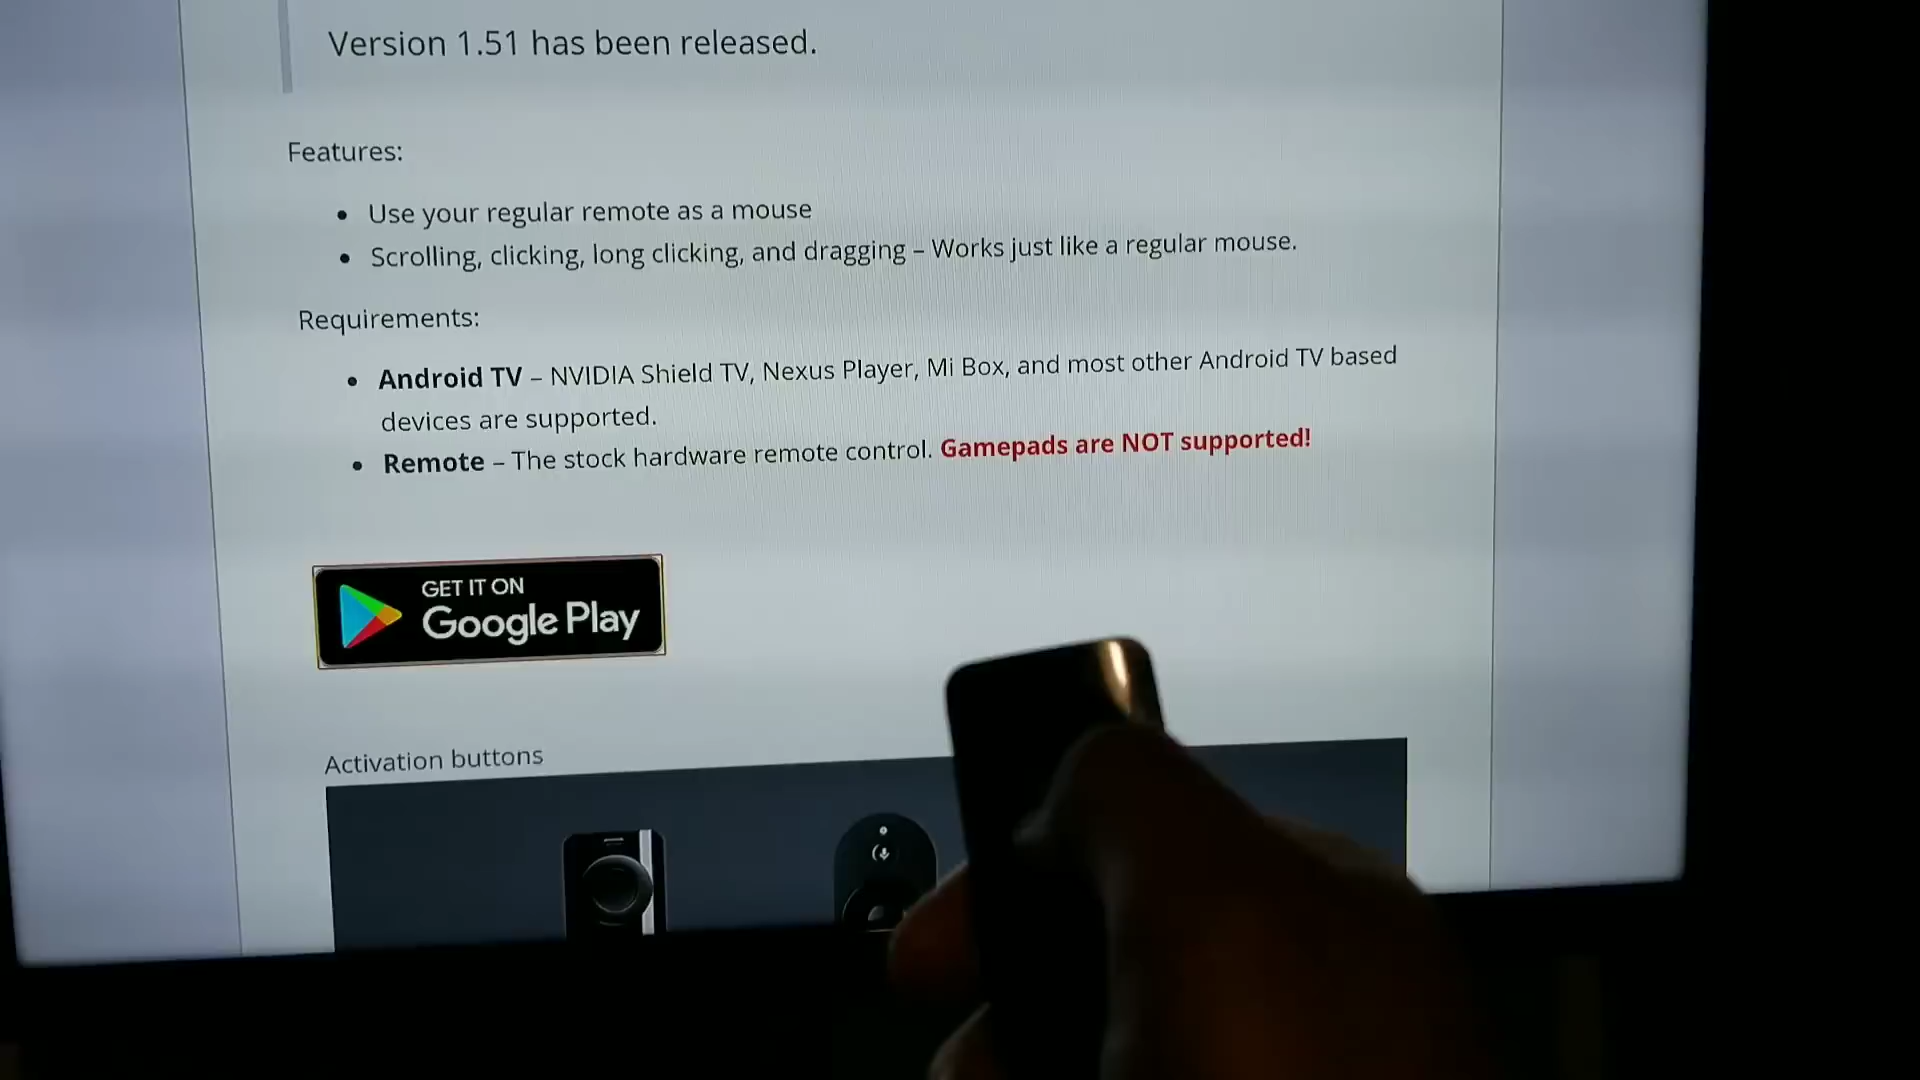 Version 1.51 has been released.
Features:
Use your regular remote as a mouse
Scrolling, clicking, long clicking, and dragging – Works just like a regular mouse.
Requirements:
Android TV – NVIDIA Shield TV, Nexus Player, Mi Box, and most other Android TV based
devices are supported.
Remote – The stock hardware remote control. Gamepads are NOT supported!
GET IT ON
Google Play
Activation buttons